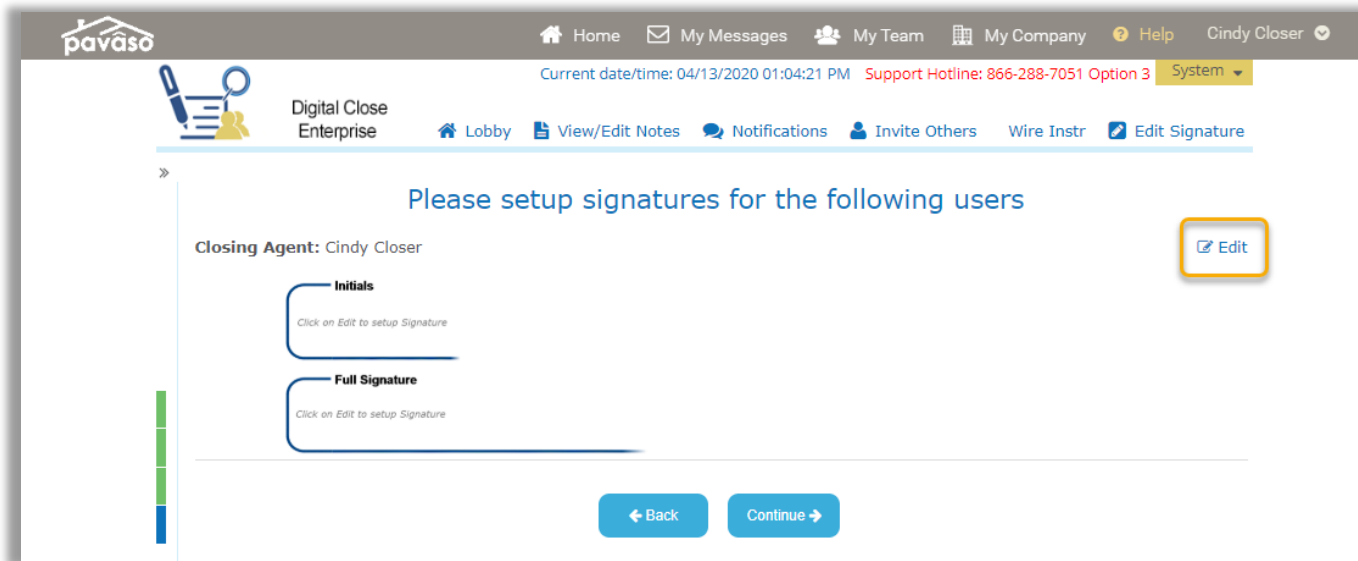 pavaso Home My Messages My Team My Company Help Cindy Closer
Current date/time: 04/13/2020 01:04:21 PM Support Hotline: 866-288-7051 Option 3 System
Digital Close
Enterprise Lobby View/Edit Notes Notifications Invite Others Wire Instr Edit Signature
»
Please setup signatures for the following users
Closing Agent: Cindy Closer Edit
Initials
Click on Edit to setup Signature
Full Signature
Click on Edit to setup Signature
Back Continue